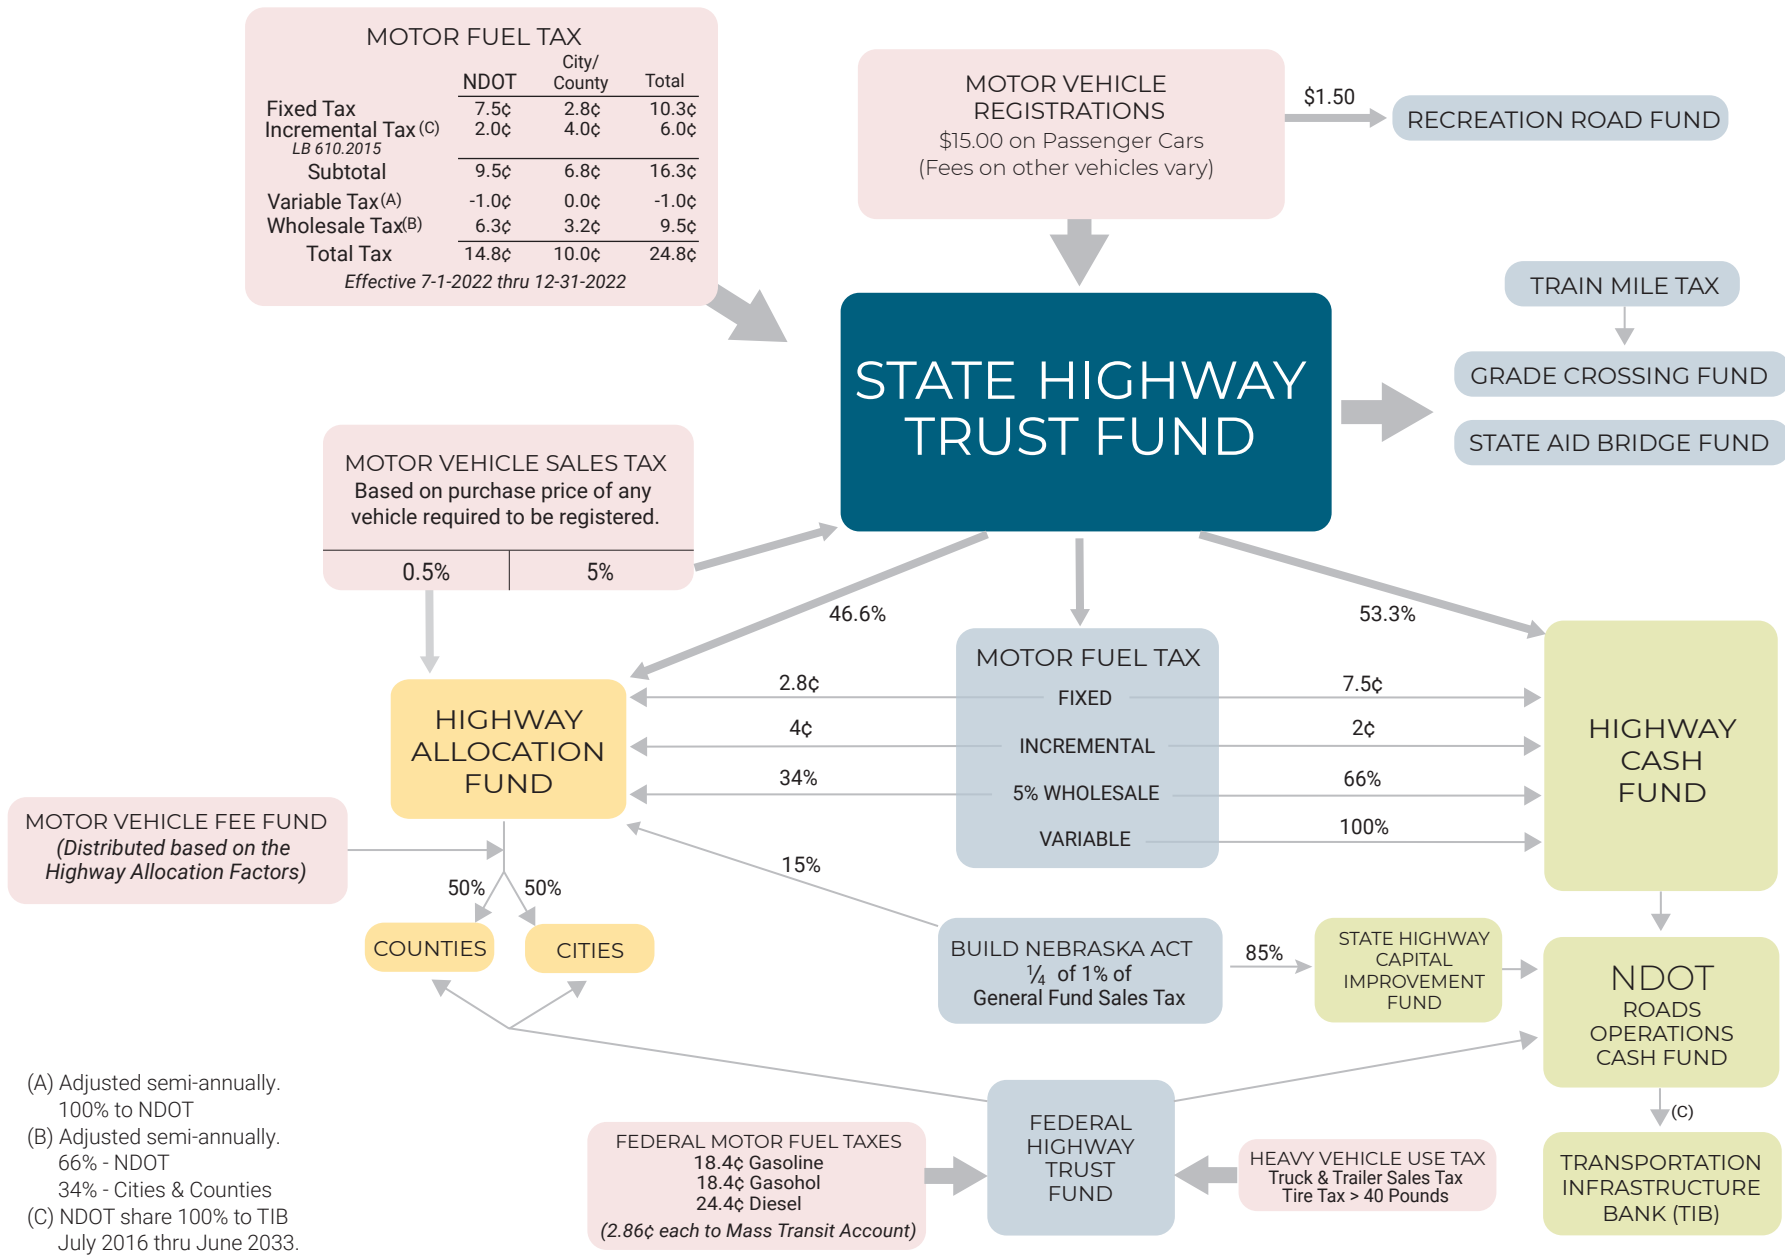 MOTOR FUEL TAX
NDOT City/County Total
Fixed Tax 7.5¢ 2.8¢ 10.3¢
Incremental Tax (C) 2.0¢ 4.0¢ 6.0¢
LB 610.2015
Subtotal 9.5¢ 6.8¢ 16.3¢
Variable Tax (A) -1.0¢ 0.0¢ -1.0¢
Wholesale Tax(B) 6.3¢ 3.2¢ 9.5¢
Total Tax 14.8¢ 10.0¢ 24.8¢
Effective 7-1-2022 thru 12-31-2022
MOTOR VEHICLE
REGISTRATIONS
$15.00 on Passenger Cars
(Fees on other vehicles vary)
$1.50
RECREATION ROAD FUND
TRAIN MILE TAX
GRADE CROSSING FUND
STATE AID BRIDGE FUND
STATE HIGHWAY
TRUST FUND
MOTOR VEHICLE SALES TAX
Based on purchase price of any
vehicle required to be registered.
0.5% 5%
46.6%
53.3%
MOTOR FUEL TAX
2.8¢ FIXED 7.5¢
4¢ INCREMENTAL 2¢
34% 5% WHOLESALE 66%
VARIABLE 100%
HIGHWAY
ALLOCATION
FUND
HIGHWAY
CASH
FUND
MOTOR VEHICLE FEE FUND
(Distributed based on the
Highway Allocation Factors)
50% 50%
COUNTIES CITIES
15%
BUILD NEBRASKA ACT
¼ of 1% of
General Fund Sales Tax
85%
STATE HIGHWAY
CAPITAL
IMPROVEMENT
FUND
NDOT
ROADS
OPERATIONS
CASH FUND
(C)
TRANSPORTATION
INFRASTRUCTURE
BANK (TIB)
FEDERAL
HIGHWAY
TRUST
FUND
FEDERAL MOTOR FUEL TAXES
18.4¢ Gasoline
18.4¢ Gasohol
24.4¢ Diesel
(2.86¢ each to Mass Transit Account)
HEAVY VEHICLE USE TAX
Truck & Trailer Sales Tax
Tire Tax > 40 Pounds
(A) Adjusted semi-annually.
100% to NDOT
(B) Adjusted semi-annually.
66% - NDOT
34% - Cities & Counties
(C) NDOT share 100% to TIB
July 2016 thru June 2033.